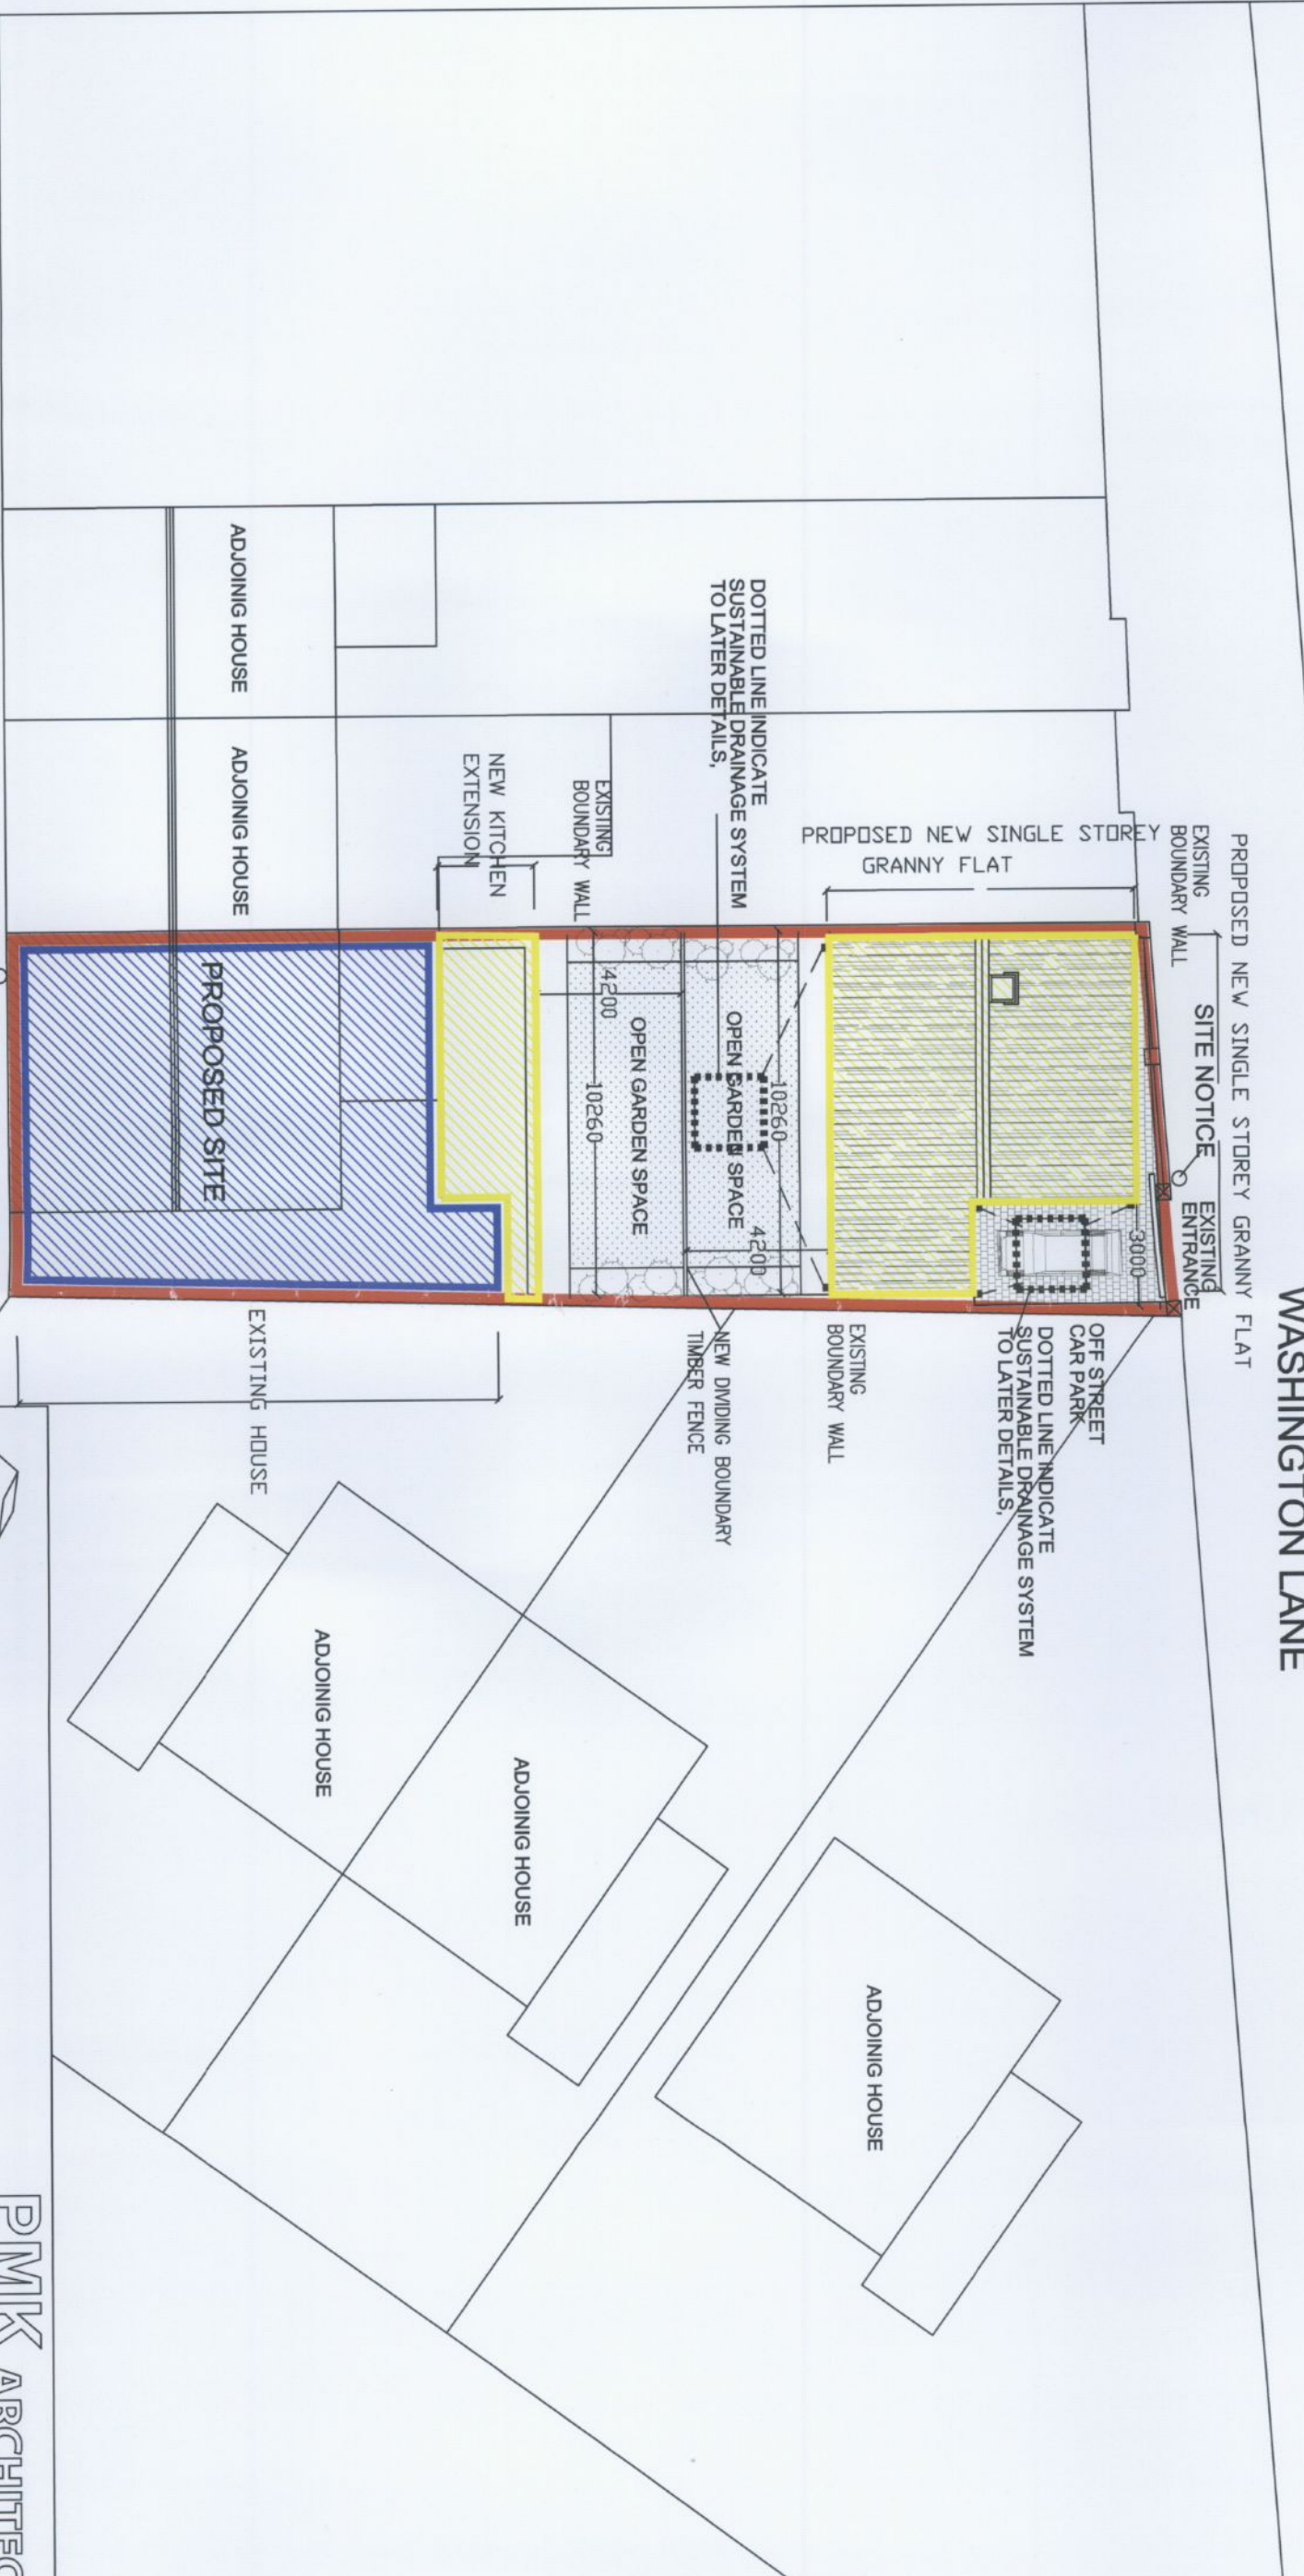 WASHINGTON LANE
PROPOSED NEW SINGLE STOREY GRANNY FLAT
EXISTING
BOUNDARY WALL
SITE NOTICE
EXISTING
ENTRANCE
PROPOSED NEW SINGLE STOREY
GRANNY FLAT
3000
OFF STREET
CAR PARK
DOTTED LINE INDICATE
SUSTAINABLE DRAINAGE SYSTEM
TO LATER DETAILS,
EXISTING
BOUNDARY WALL
DOTTED LINE INDICATE
SUSTAINABLE DRAINAGE SYSTEM
TO LATER DETAILS,
10260
OPEN GARDEN SPACE
4200
NEW DIVIDING BOUNDARY
TIMBER FENCE
OPEN GARDEN SPACE
4200
10260
EXISTING
BOUNDARY WALL
NEW KITCHEN
EXTENSION
ADJOINIG HOUSE
ADJOINIG HOUSE
PROPOSED SITE
EXISTING HOUSE
ADJOINIG HOUSE
ADJOINIG HOUSE
ADJOINIG HOUSE
PMK ARCHITEC